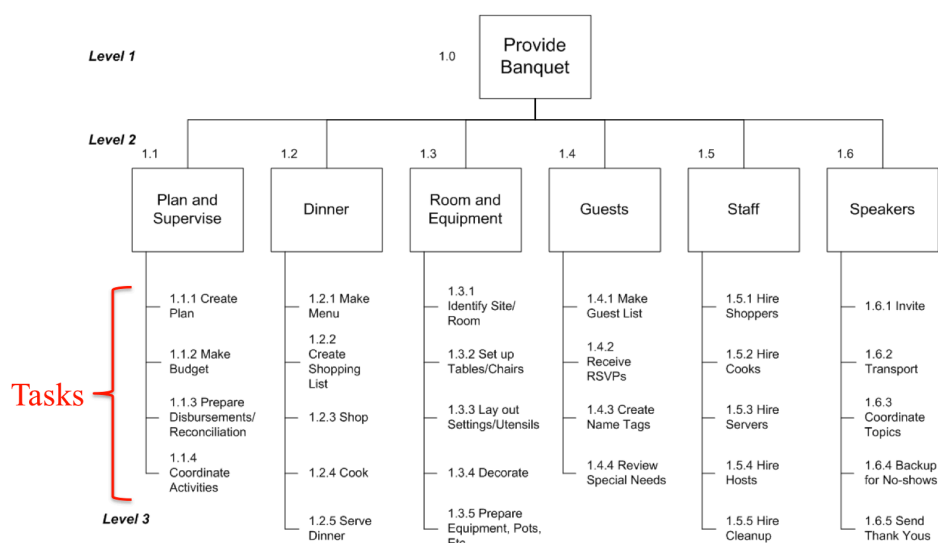 Level 1
1.0
Provide
Banquet
Level 2
1.1
1.2
1.3
1.4
1.5
1.6
Plan and
Supervise
Dinner
Room and
Equipment
Guests
Staff
Speakers
Tasks
1.1.1 Create
Plan
1.1.2 Make
Budget
1.1.3 Prepare
Disbursements/
Reconciliation
1.1.4
Coordinate
Activities
1.2.1 Make
Menu
1.2.2
Create
Shopping
List
1.2.3 Shop
1.2.4 Cook
1.2.5 Serve
Dinner
1.3.1
Identify Site/
Room
1.3.2 Set up
Tables/Chairs
1.3.3 Lay out
Settings/Utensils
1.3.4 Decorate
1.3.5 Prepare
Equipment, Pots,
Etc
1.4.1 Make
Guest List
1.4.2
Receive
RSVPs
1.4.3 Create
Name Tags
1.4.4 Review
Special Needs
1.5.1 Hire
Shoppers
1.5.2 Hire
Cooks
1.5.3 Hire
Servers
1.5.4 Hire
Hosts
1.5.5 Hire
Cleanup
1.6.1 Invite
1.6.2
Transport
1.6.3
Coordinate
Topics
1.6.4 Backup
for No-shows
1.6.5 Send
Thank Yous
Level 3